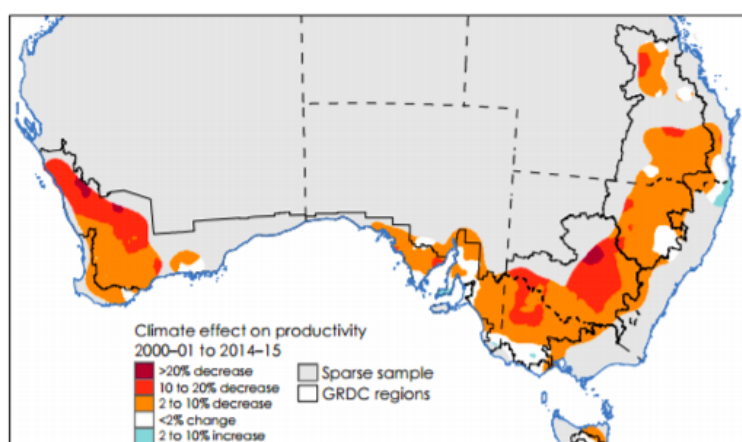 Climate effect on productivity
2000–01 to 2014–15
>20% decrease
10 to 20% decrease
2 to 10% decrease
<2% change
2 to 10% increase
Sparse sample
GRDC regions